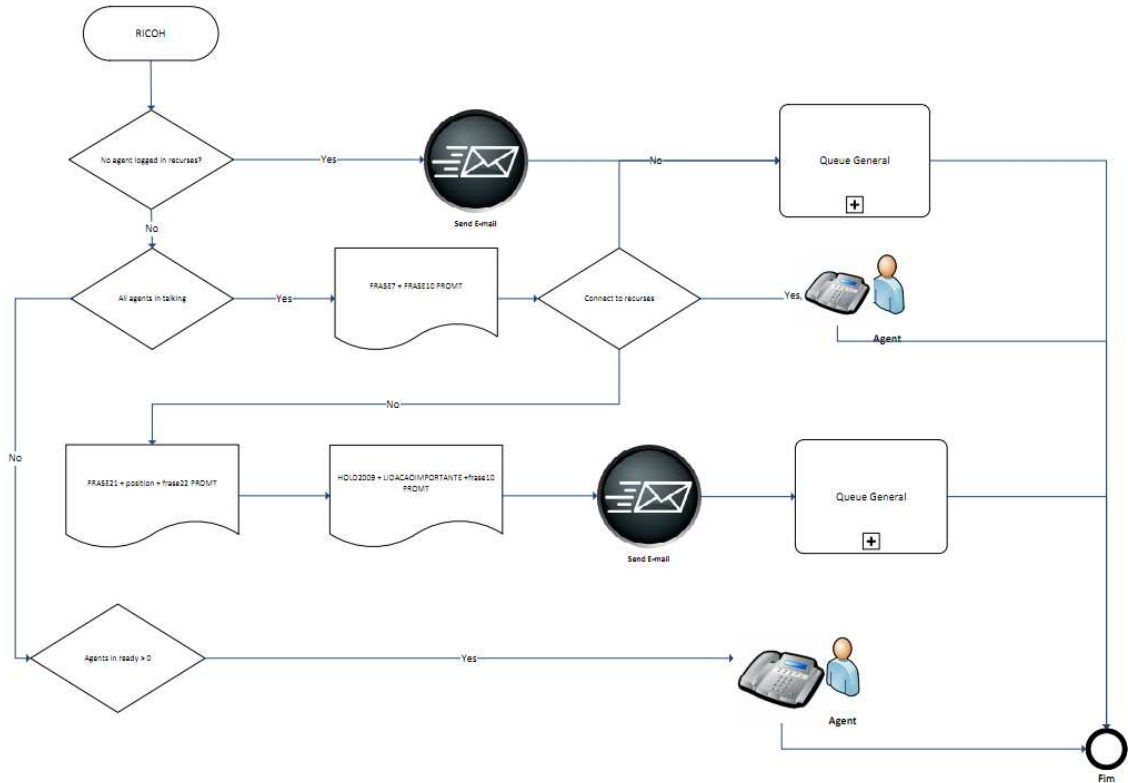 RICOH
No agent logged in recurses?
Yes
Send E-mail
No
Queue General
No
All agents in talking
Yes
FRASE7 + FRASE10 PROMT
Connect to recurses
Yes,
Agent
No
No
FRASE21 + position + frase22 PROMT
HOLD2009 + LIDACAOIMPORTANTE +frase10
PROMT
Send E-mail
Queue General
Agents in ready > 0
Yes
Agent
Fim